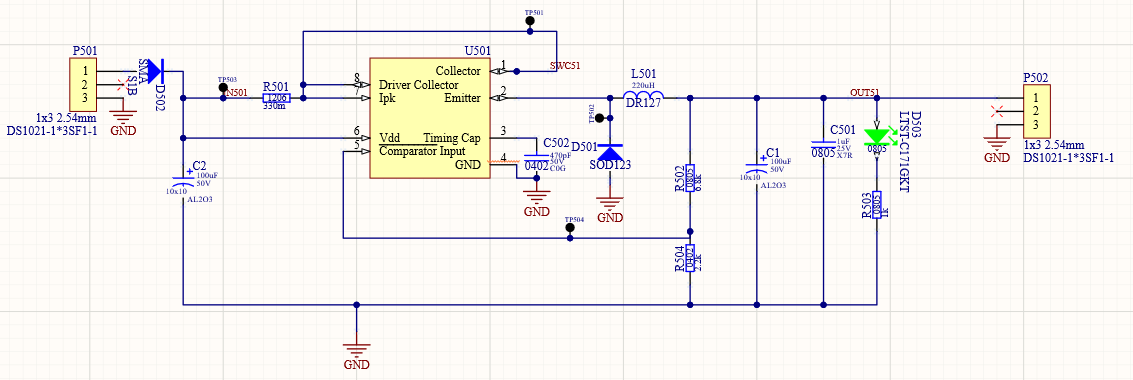 P501
1
2
3
1x3 2.54mm
DS1021-1*3SF1-1
GND
SMA
S1B
D502
TP503
IN501
R501
1206
330m
C2
100uF
50V
10x10
AL2O3
GND
TP501
SWC51
U501
8
7
6
5
1
2
3
4
Collector
Driver Collector
Ipk
Emitter
Vdd
Timing Cap
Comparator Input
GND
C502
470pF
50V
C0G
0402
GND
TP504
TP502
D501
SOD123
GND
L501
220uH
DR127
R502
0805
6.8k
R504
0402
2.2k
C1
100uF
50V
10x10
AL2O3
C501
1uF
25V
X7R
0805
OUT51
D503
LTST-C171GKT
0805
R503
0805
1k
P502
1
2
3
1x3 2.54mm
DS1021-1*3SF1-1
GND